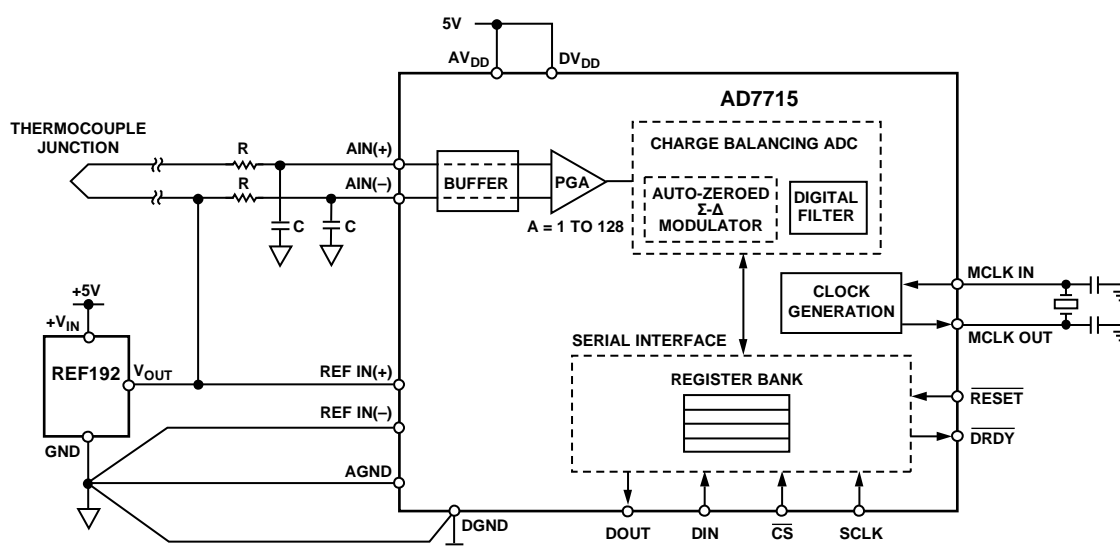 5V
AVDD
DVDD
AD7715
THERMOCOUPLE
JUNCTION
R
AIN(+)
R
AIN(–)
C
C
BUFFER
PGA
A = 1 TO 128
CHARGE BALANCING ADC
AUTO-ZEROED
Σ-Δ
MODULATOR
DIGITAL
FILTER
CLOCK
GENERATION
MCLK IN
MCLK OUT
SERIAL INTERFACE
REGISTER BANK
RESET
DRDY
+5V
+VIN
REF192
VOUT
GND
REF IN(+)
REF IN(–)
AGND
DGND
DOUT
DIN
CS
SCLK